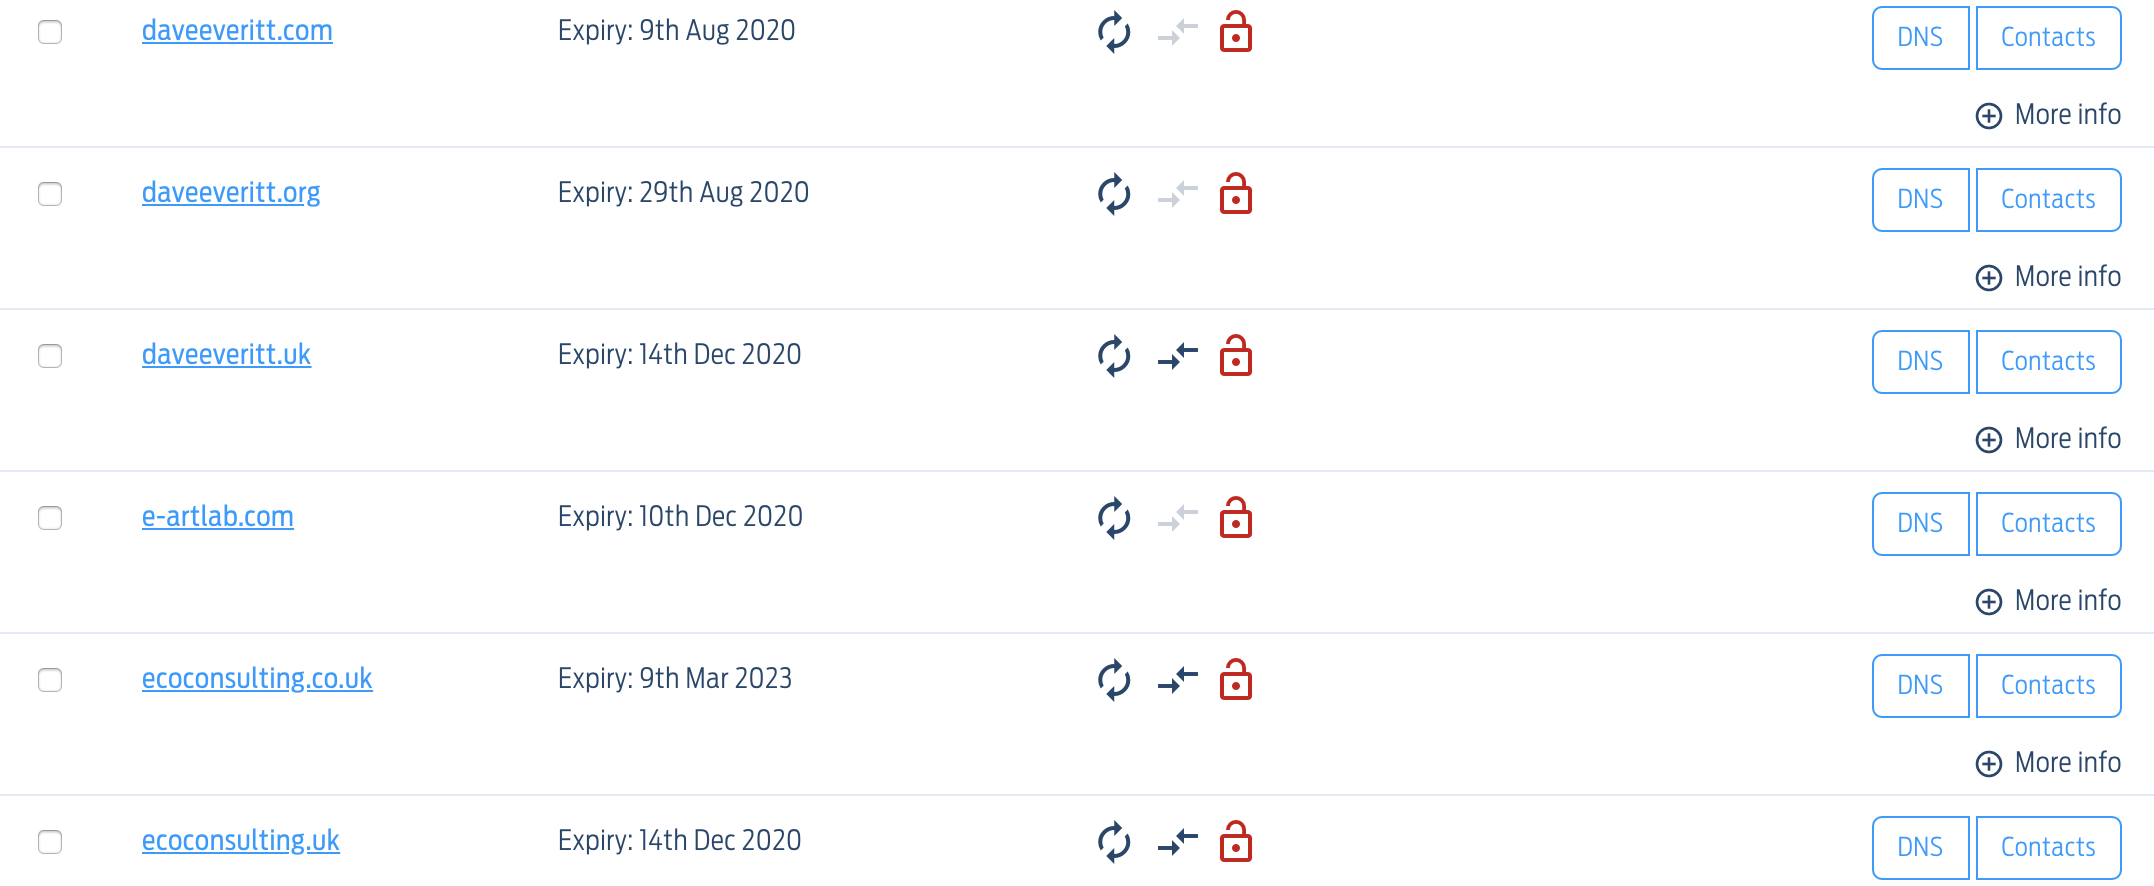 daveeveritt.com Expiry: 9th Aug 2020 DNS Contacts
More info
daveeveritt.org Expiry: 29th Aug 2020 DNS Contacts
More info
daveeveritt.uk Expiry: 14th Dec 2020 DNS Contacts
More info
e-artlab.com Expiry: 10th Dec 2020 DNS Contacts
More info
ecoconsulting.co.uk Expiry: 9th Mar 2023 DNS Contacts
More info
ecoconsulting.uk Expiry: 14th Dec 2020 DNS Contacts